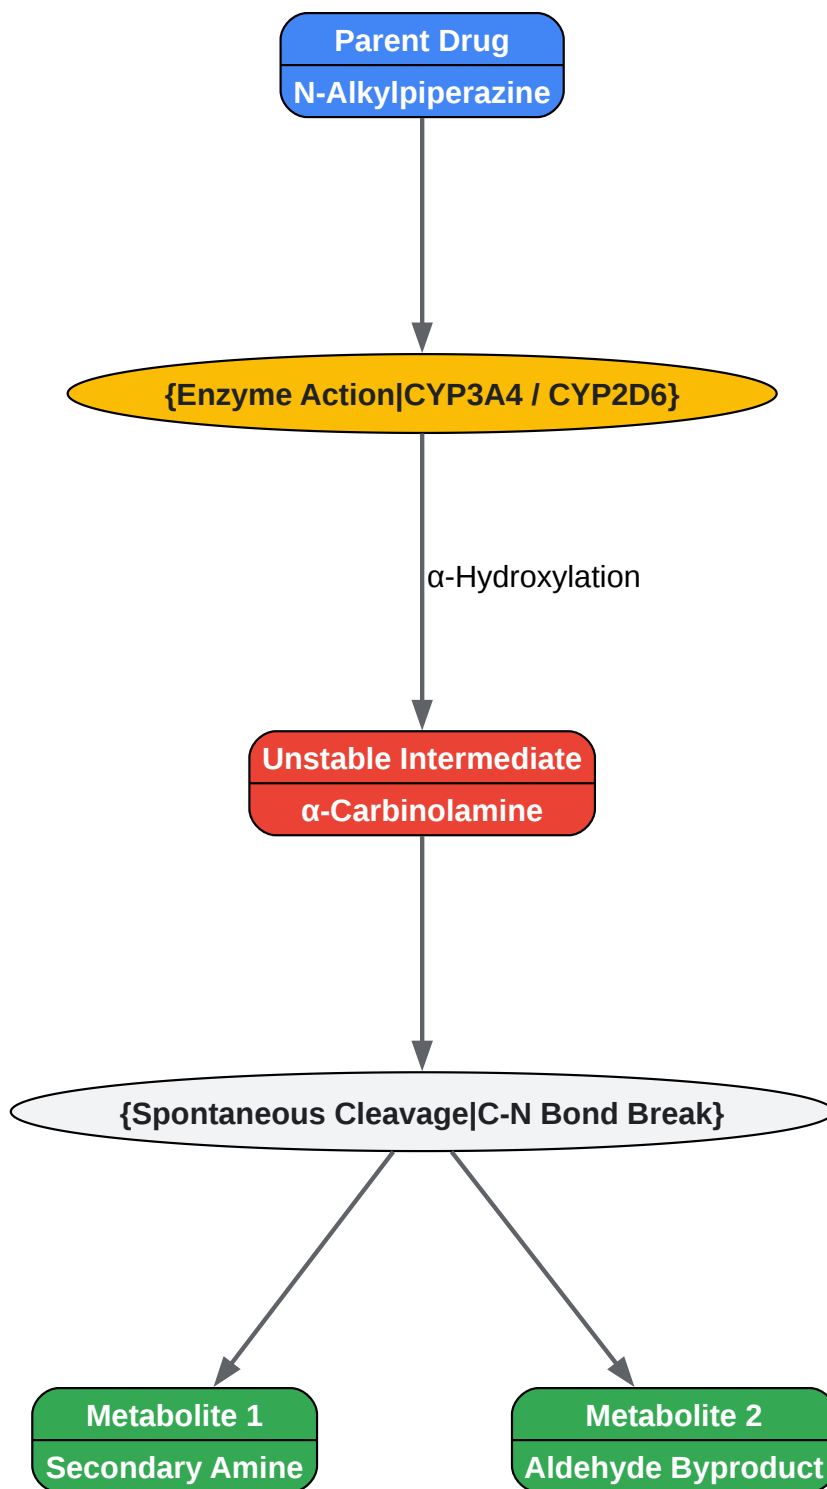 Parent Drug
N-Alkylpiperazine
{Enzyme Action|CYP3A4 / CYP2D6}
α-Hydroxylation
Unstable Intermediate
α-Carbinolamine
{Spontaneous Cleavage|C-N Bond Break}
Metabolite 1
Secondary Amine
Metabolite 2
Aldehyde Byproduct